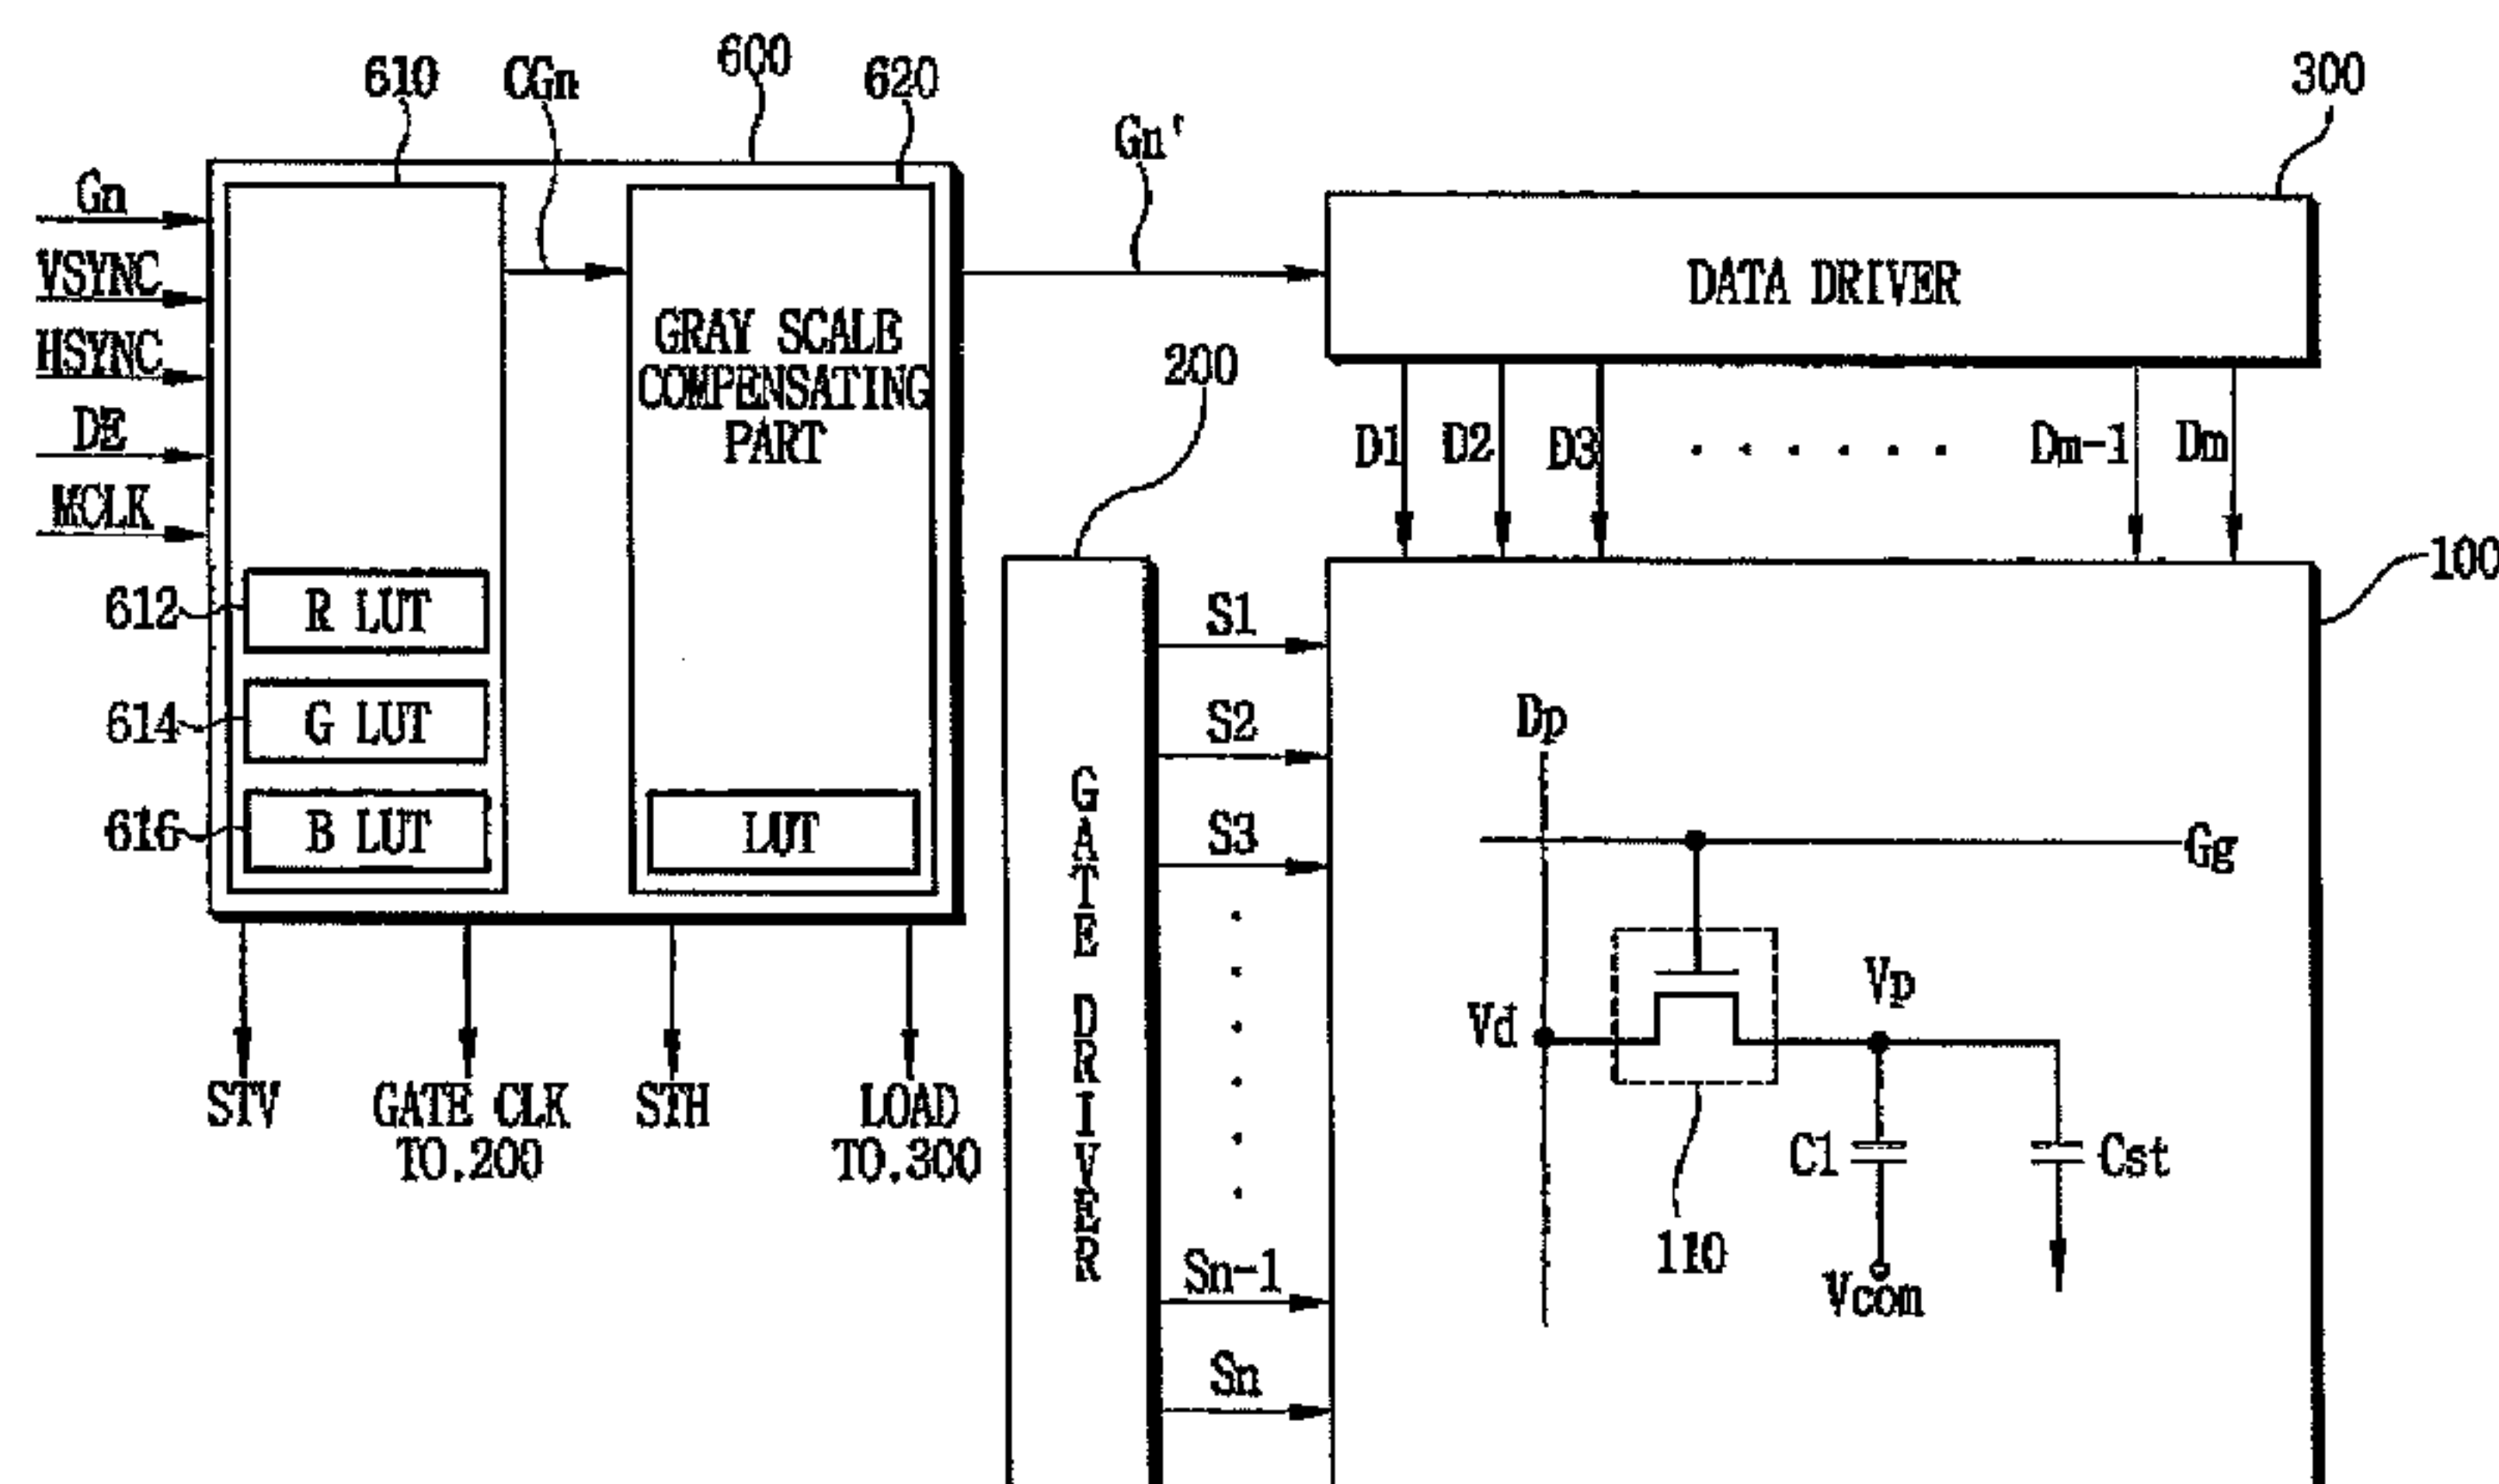 610
CGn
600
620
Gn'
300
Gn
VSYNC
HSYNC
DE
MCLK
GRAY SCALE
COMPENSATING
PART
DATA DRIVER
200
D1
D2
D3
. . . . . .
Dm-1
Dm
100
612
R LUT
614
G LUT
616
B LUT
LUT
STV
GATE CLK
TO.200
STH
LOAD
TO.300
GATE DRIVER
S1
S2
S3
Sn-1
Sn
Dp
Gg
Vd
Vp
C1
Cst
110
Vcom